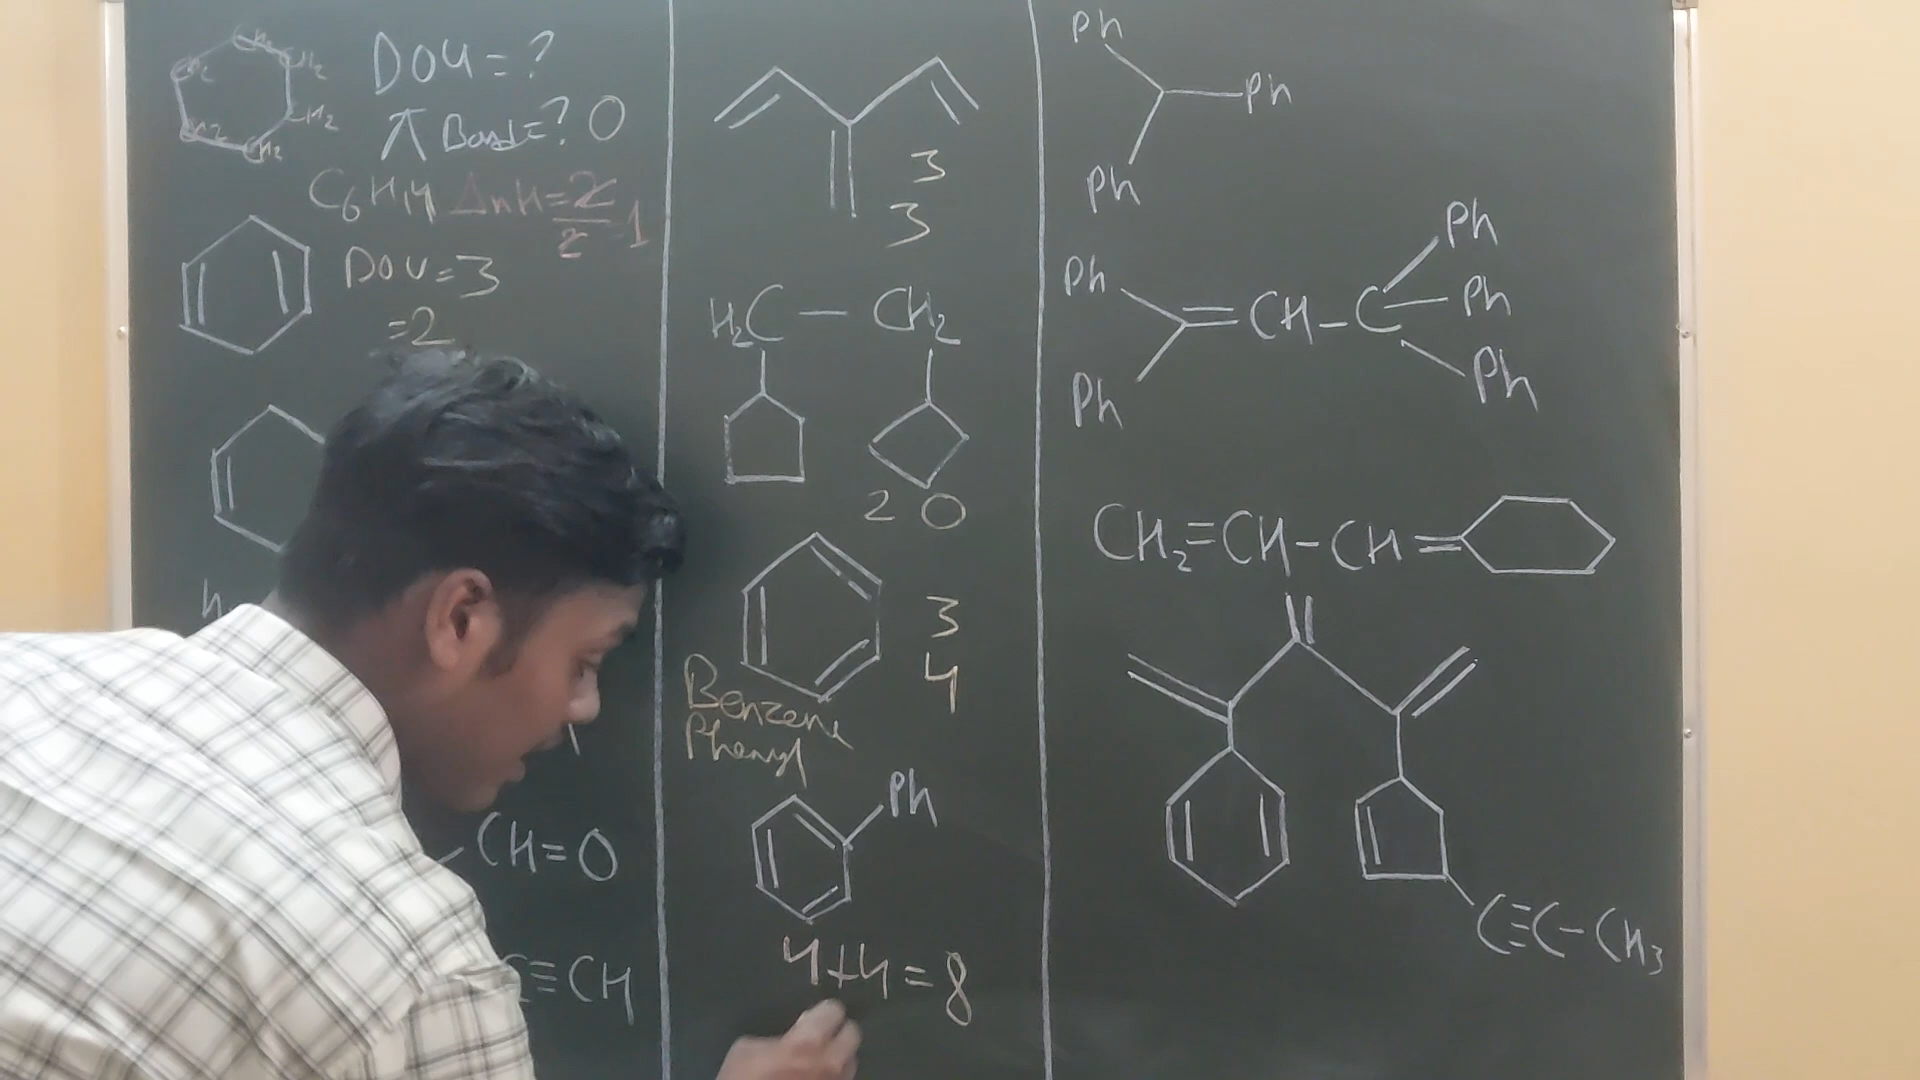 CH2
CH2
CH2
CH2
CH2
CH2
DOU = ?
π Bond = ? 0
C6H14 ΔnH = 2/2 = 1
DOU = 3
= 2
CH=O
C≡CH
3
3
H2C — CH2
2 0
3
4
Benzene
Phenyl
Ph
4+4=8
Ph
Ph
Ph
Ph
Ph
=CH-C
Ph
Ph
Ph
CH2=CH-CH=
C≡C-CH3